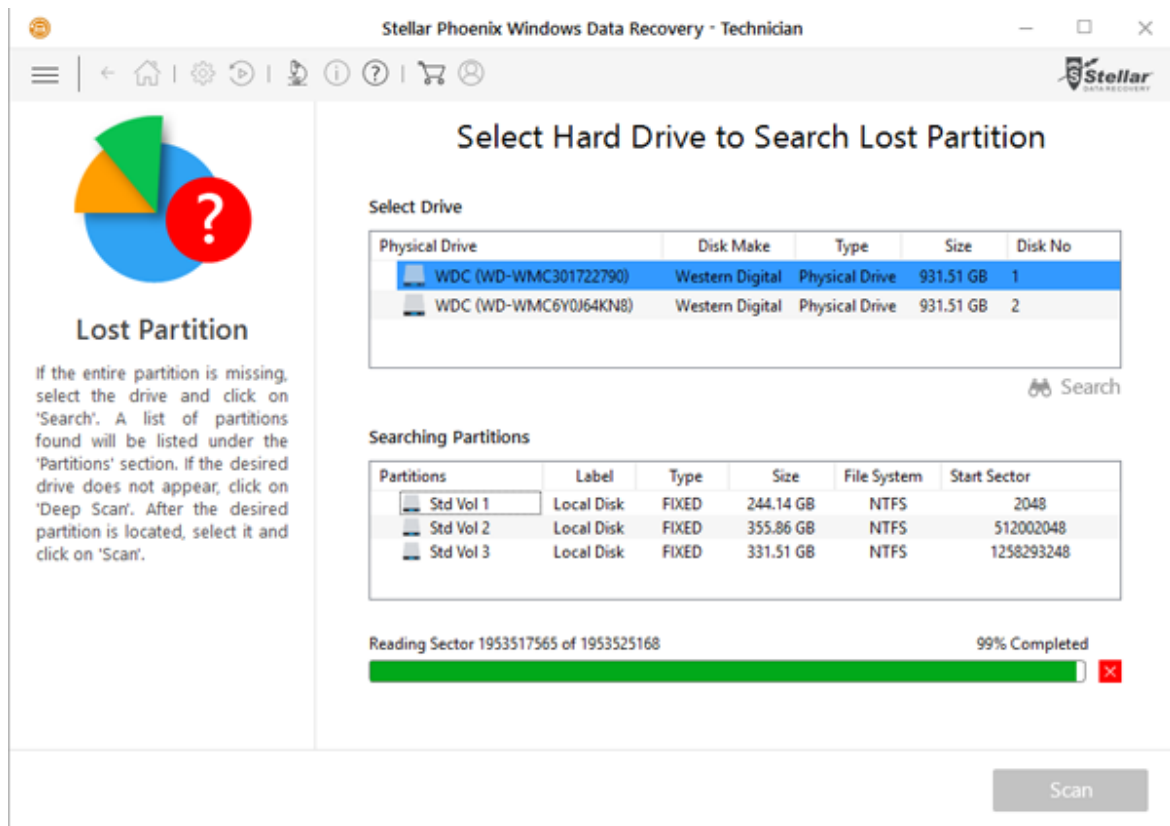 Stellar Phoenix Windows Data Recovery - Technician
Stellar
DATA RECOVERY
?
Lost Partition
If the entire partition is missing,
select the drive and click on
'Search'. A list of partitions
found will be listed under the
'Partitions' section. If the desired
drive does not appear, click on
'Deep Scan'. After the desired
partition is located, select it and
click on 'Scan'.
Select Hard Drive to Search Lost Partition
Select Drive
Physical Drive Disk Make Type Size Disk No
WDC (WD-WMC301722790) Western Digital Physical Drive 931.51 GB 1
WDC (WD-WMC6Y0J64KN8) Western Digital Physical Drive 931.51 GB 2
Search
Searching Partitions
Partitions Label Type Size File System Start Sector
Std Vol 1 Local Disk FIXED 244.14 GB NTFS 2048
Std Vol 2 Local Disk FIXED 355.86 GB NTFS 512002048
Std Vol 3 Local Disk FIXED 331.51 GB NTFS 1258293248
Reading Sector 1953517565 of 1953525168 99% Completed
Scan